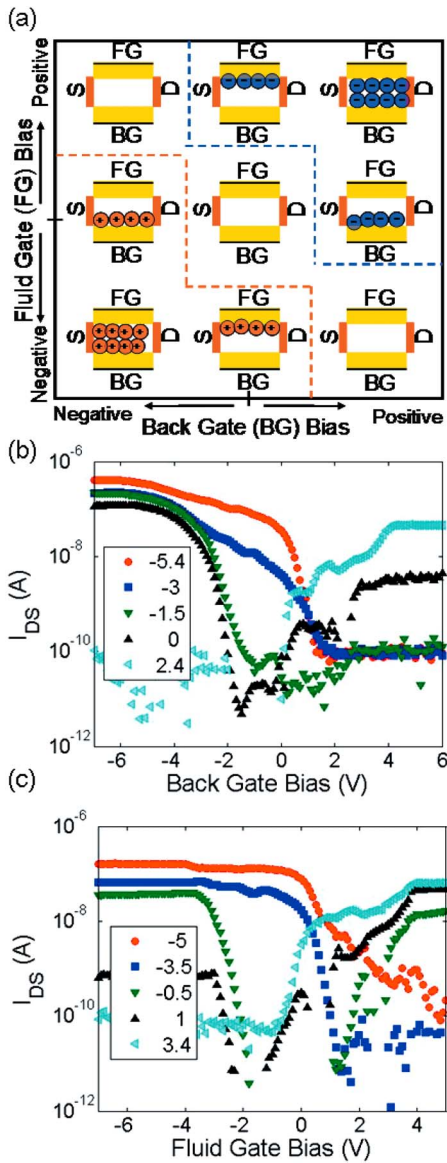 (a)
FG FG FG
S D S D S D
BG BG BG
FG FG FG
S D S D S D
BG BG BG
FG FG FG
S D S D S D
BG BG BG
Positive
Fluid Gate (FG) Bias
Negative
Negative Positive
Back Gate (BG) Bias
(b)
10-6
10-8
10-10
10-12
IDS (A)
-5.4
-3
-1.5
0
2.4
-6 -4 -2 0 2 4 6
Back Gate Bias (V)
(c)
10-6
10-8
10-10
10-12
IDS (A)
-5
-3.5
-0.5
1
3.4
-6 -4 -2 0 2 4
Fluid Gate Bias (V)